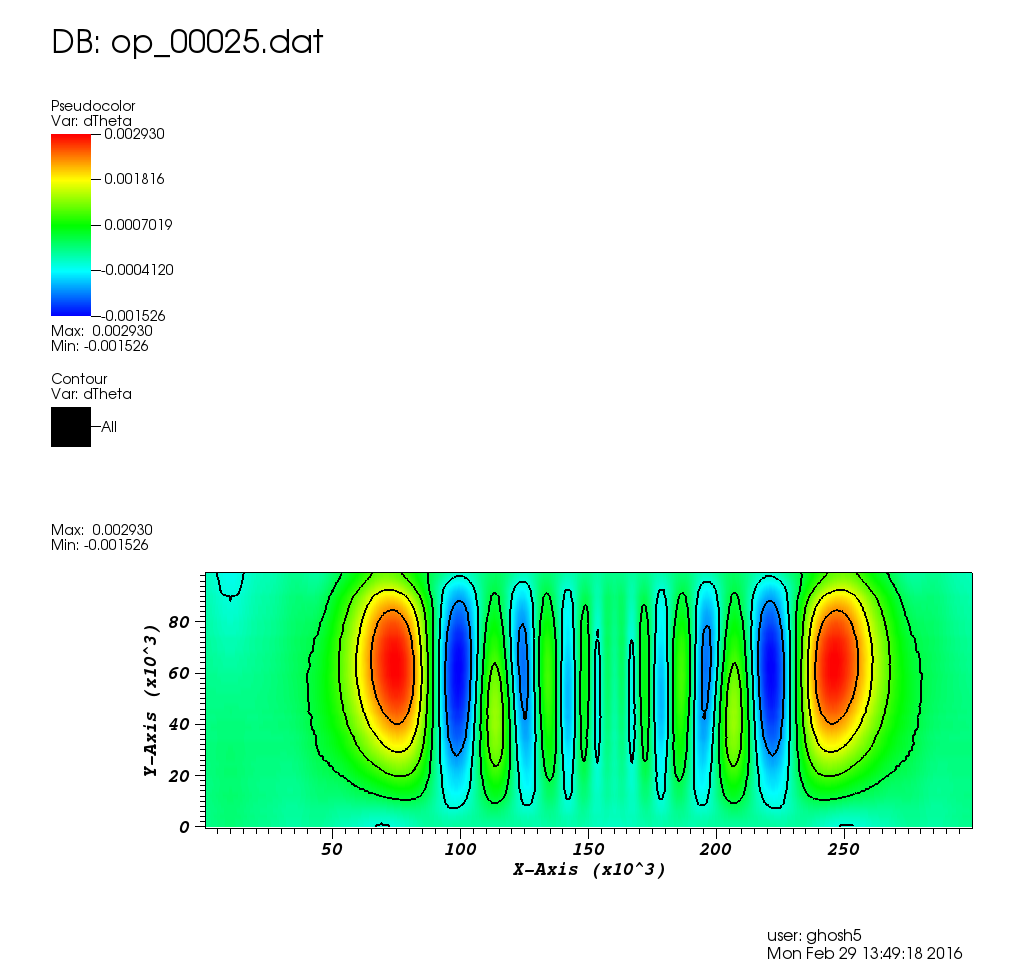 DB: op_00025.dat
Pseudocolor
Var: dTheta
0.002930
0.001816
0.0007019
-0.0004120
-0.001526
Max: 0.002930
Min: -0.001526
Contour
Var: dTheta
All
Max: 0.002930
Min: -0.001526
80
60
40
20
0
Y-Axis (x10^3)
50 100 150 200 250
X-Axis (x10^3)
user: ghosh5
Mon Feb 29 13:49:18 2016